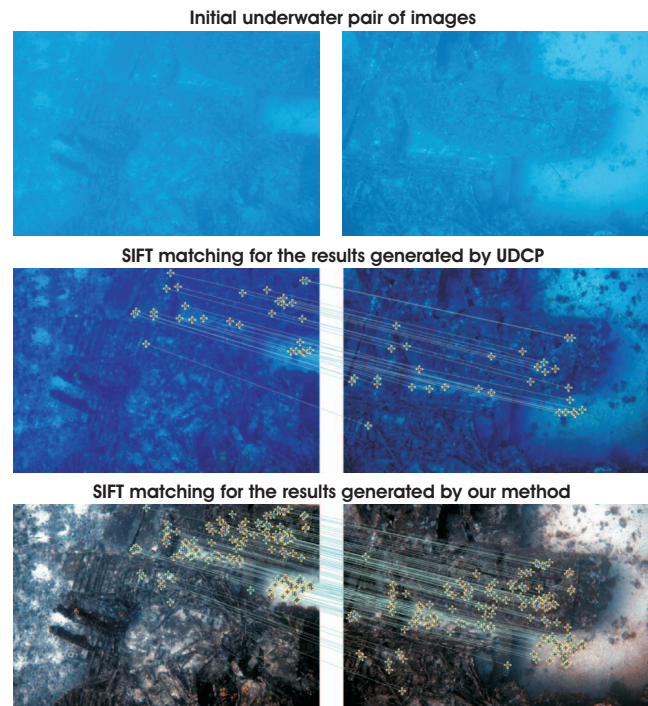 Initial underwater pair of images
SIFT matching for the results generated by UDCP
SIFT matching for the results generated by our method